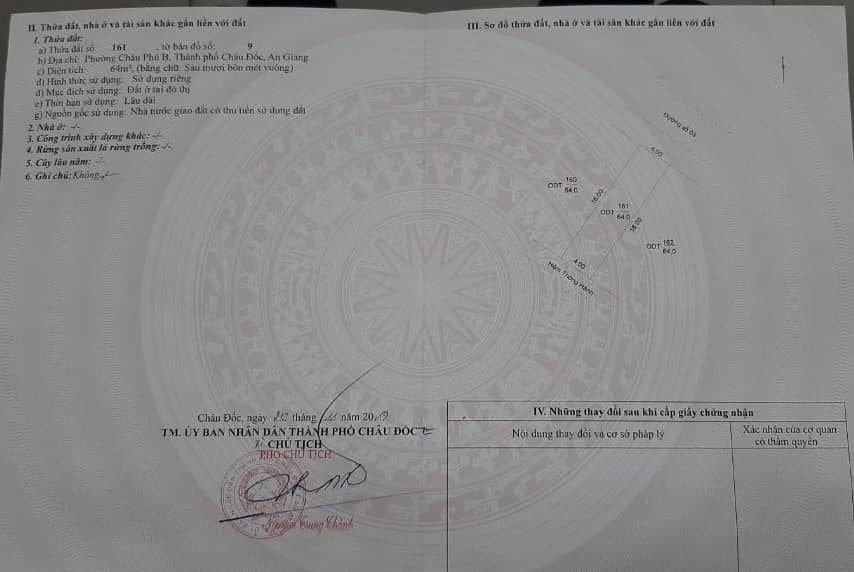 II. Thửa đất, nhà ở và tài sản khác gắn liền với đất
1. Thửa đất:
a) Thửa đất số: 161 , tờ bản đồ số: 9
b) Địa chỉ: Phường Châu Phú B, Thành phố Châu Đốc, An Giang
c) Diện tích: 64m², (bằng chữ: Sáu mươi bốn mét vuông)
d) Hình thức sử dụng: Sử dụng riêng
đ) Mục đích sử dụng: Đất ở tại đô thị
e) Thời hạn sử dụng: Lâu dài
g) Nguồn gốc sử dụng: Nhà nước giao đất có thu tiền sử dụng đất
2. Nhà ở: -/-
3. Công trình xây dựng khác: -/-
4. Rừng sản xuất là rừng trồng: -/-
5. Cây lâu năm: -/-
6. Ghi chú: Không
Châu Đốc, ngày tháng 11 năm 2019
TM. ỦY BAN NHÂN DÂN THÀNH PHỐ CHÂU ĐỐC
CHỦ TỊCH
PHÓ CHỦ TỊCH
Trung Thành
III. Sơ đồ thửa đất, nhà ở và tài sản khác gắn liền với đất
Đường số 03
4.00
ODT 160
64.0
16.00
ODT 161
64.0
16.00
ODT 162
64.0
4.00
Hẻm Thông Hành
IV. Những thay đổi sau khi cấp giấy chứng nhận
Nội dung thay đổi và cơ sở pháp lý
Xác nhận của cơ quan
có thẩm quyền